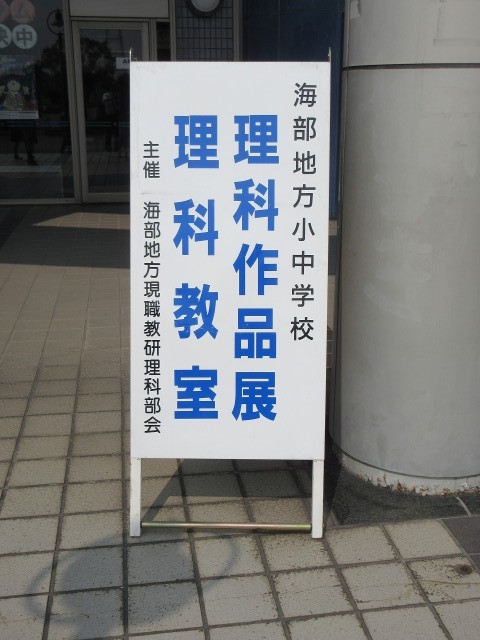 海部地方小中学校
理科作品展
理科教室
主催 海部地方現職教研理科部会